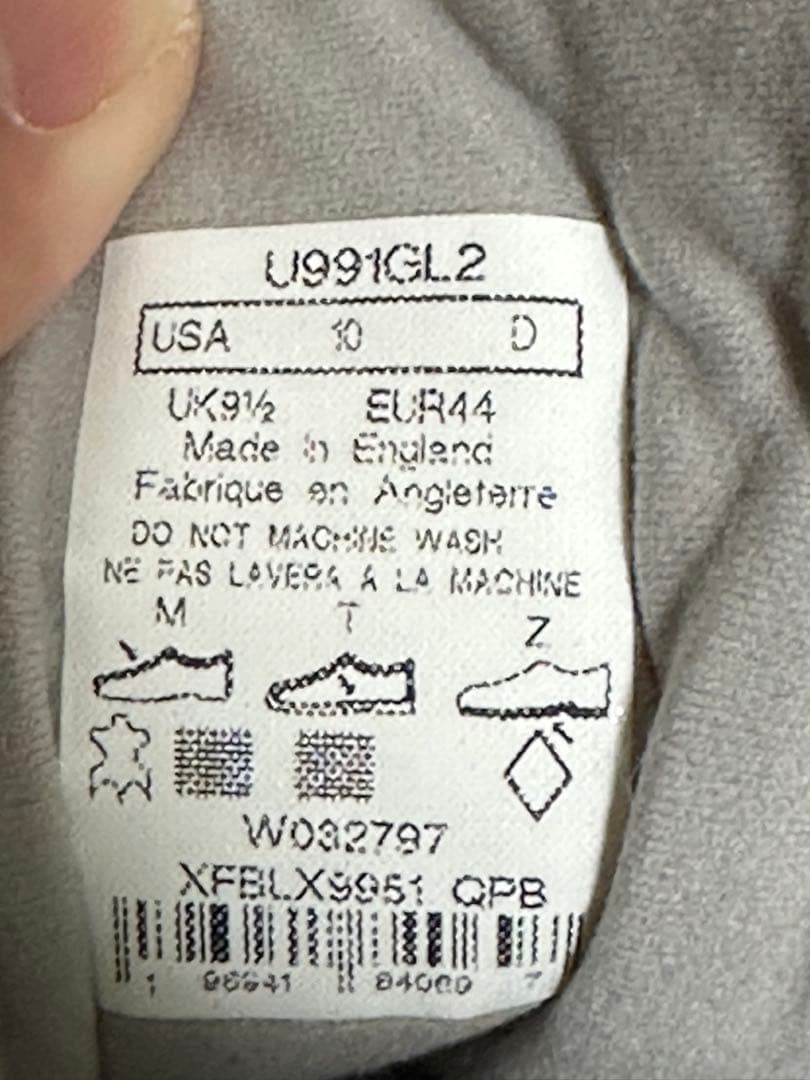 U991GL2
USA 10 D
UK9½ EUR44
Made in England
Fabrique en Angleterre
DO NOT MACHINE WASH
NE PAS LAVERA A LA MACHINE
M T Z
W032797
XFBLX9951 QPB